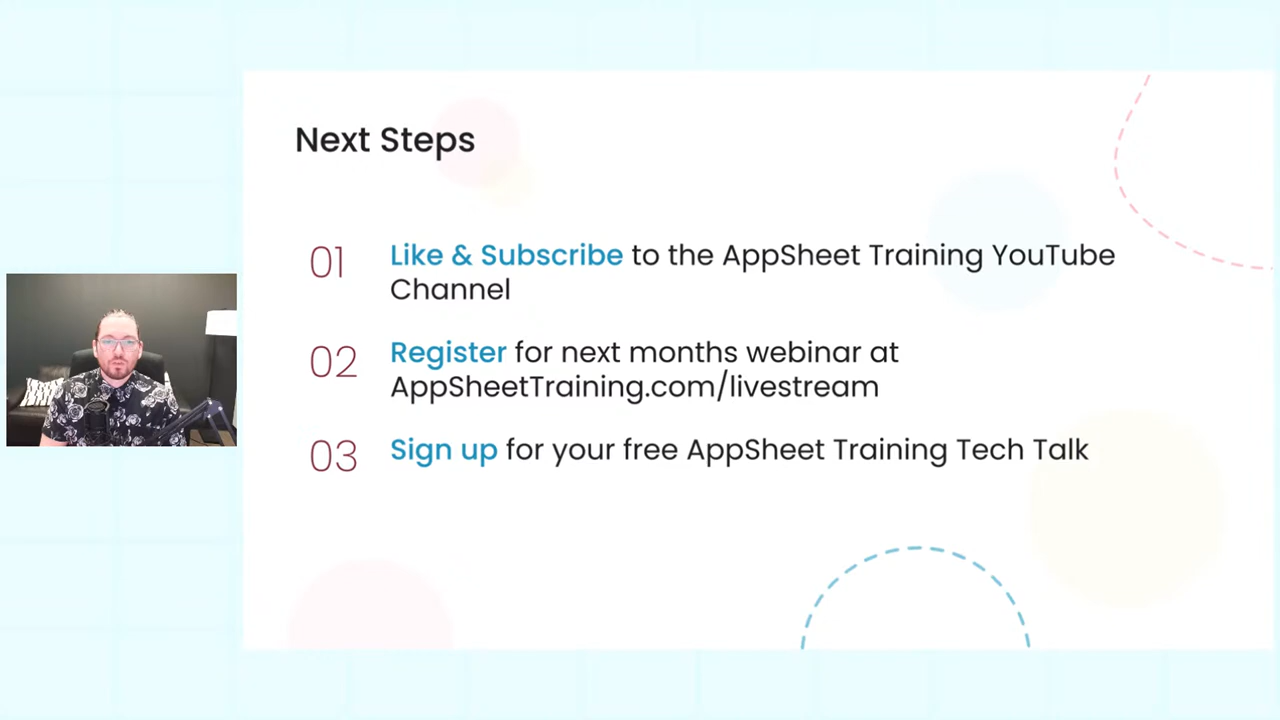 Next Steps
01
Like & Subscribe to the AppSheet Training YouTube
Channel
02
Register for next months webinar at
AppSheetTraining.com/livestream
03
Sign up for your free AppSheet Training Tech Talk